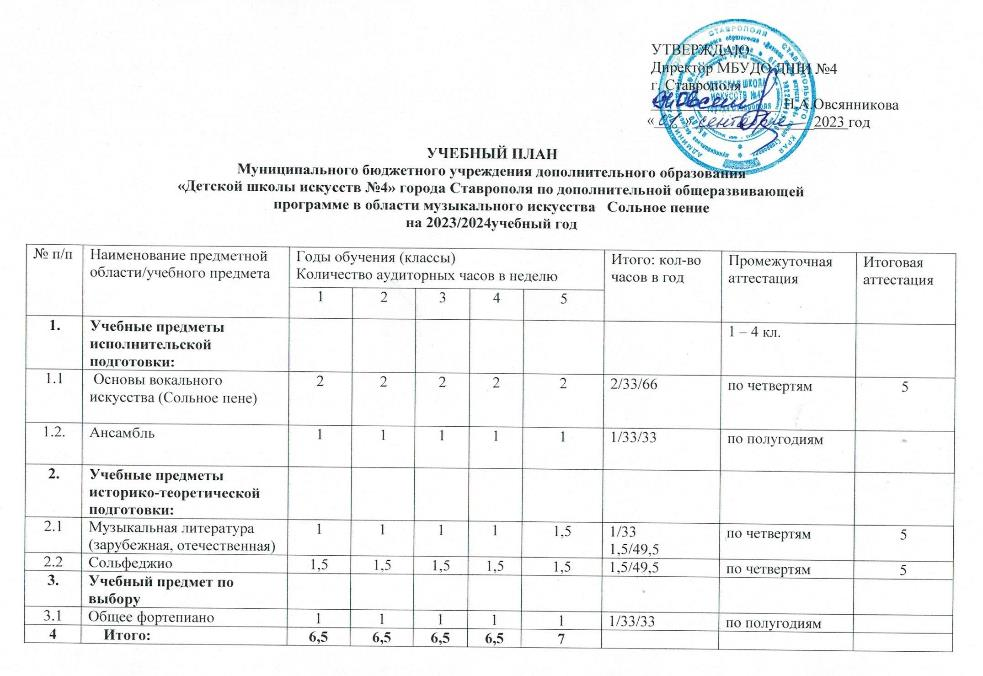 УТВЕРЖДАЮ
Директор МБУДО ДШИ №4
г. Ставрополя
Н.А.Овсянникова
« » сентября 2023 год
УЧЕБНЫЙ ПЛАН
Муниципального бюджетного учреждения дополнительного образования
«Детской школы искусств №4» города Ставрополя по дополнительной общеразвивающей
программе в области музыкального искусства Сольное пение
на 2023/2024учебный год
№ п/п Наименование предметной области/учебного предмета Годы обучения (классы) Количество аудиторных часов в неделю Итого: кол-во часов в год Промежуточная аттестация Итоговая аттестация
1 2 3 4 5
1. Учебные предметы исполнительской подготовки: 1 – 4 кл.
1.1 Основы вокального искусства (Сольное пене) 2 2 2 2 2 2/33/66 по четвертям 5
1.2. Ансамбль 1 1 1 1 1 1/33/33 по полугодиям -
2. Учебные предметы историко-теоретической подготовки:
2.1 Музыкальная литература (зарубежная, отечественная) 1 1 1 1 1,5 1/33 1,5/49,5 по четвертям 5
2.2 Сольфеджио 1,5 1,5 1,5 1,5 1,5 1,5/49,5 по четвертям 5
3. Учебный предмет по выбору
3.1 Общее фортепиано 1 1 1 1 1 1/33/33 по полугодиям
4 Итого: 6,5 6,5 6,5 6,5 7